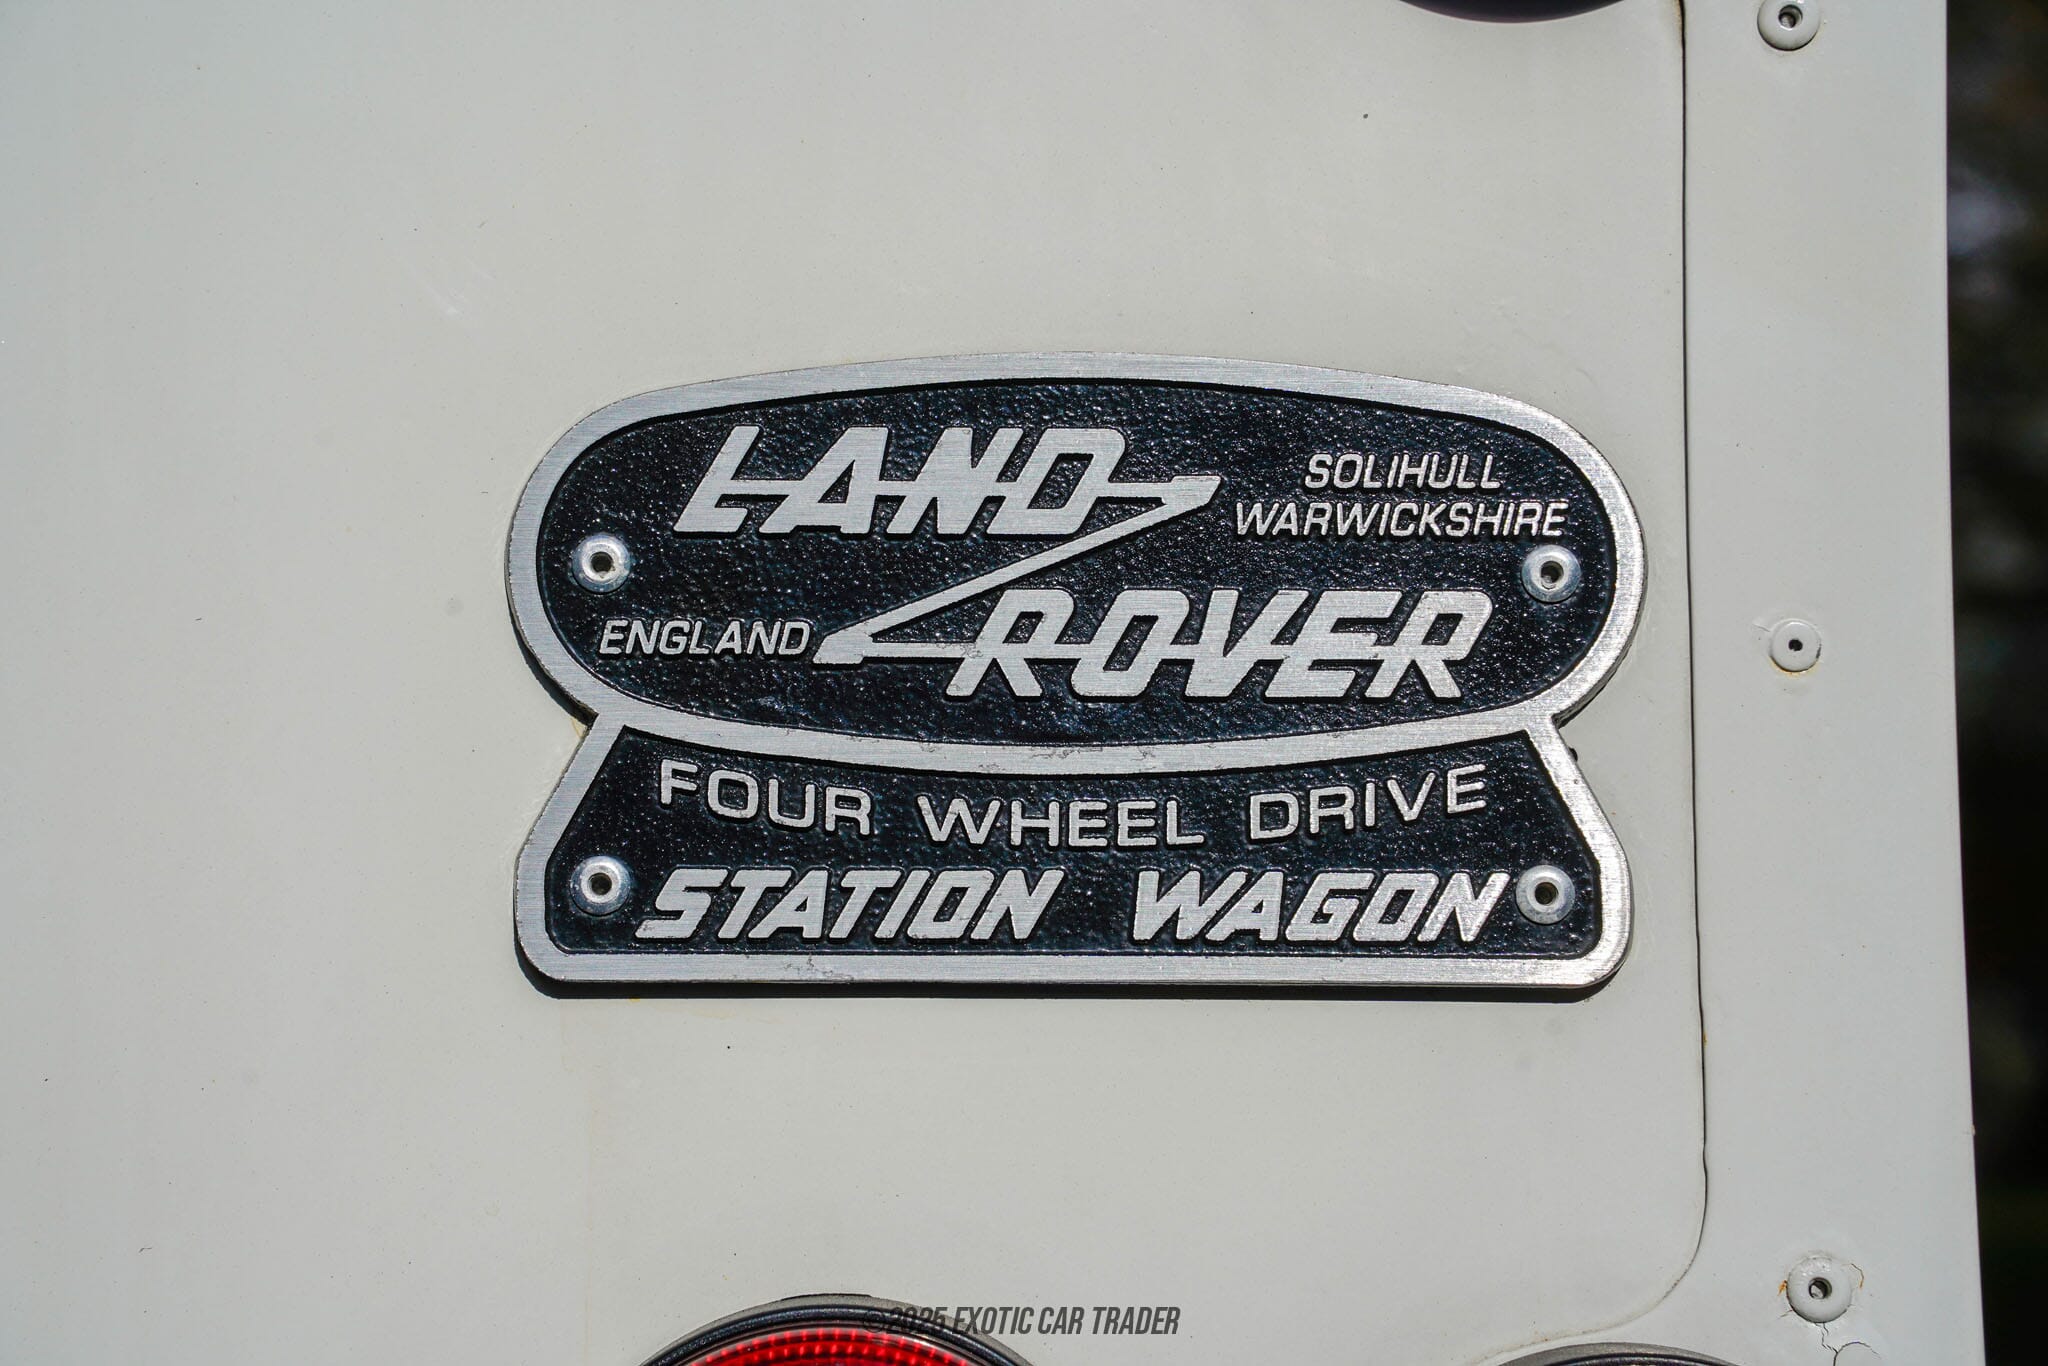 LAND
SOLIHULL
WARWICKSHIRE
ENGLAND
ROVER
FOUR WHEEL DRIVE
STATION WAGON
©2025 EXOTIC CAR TRADER